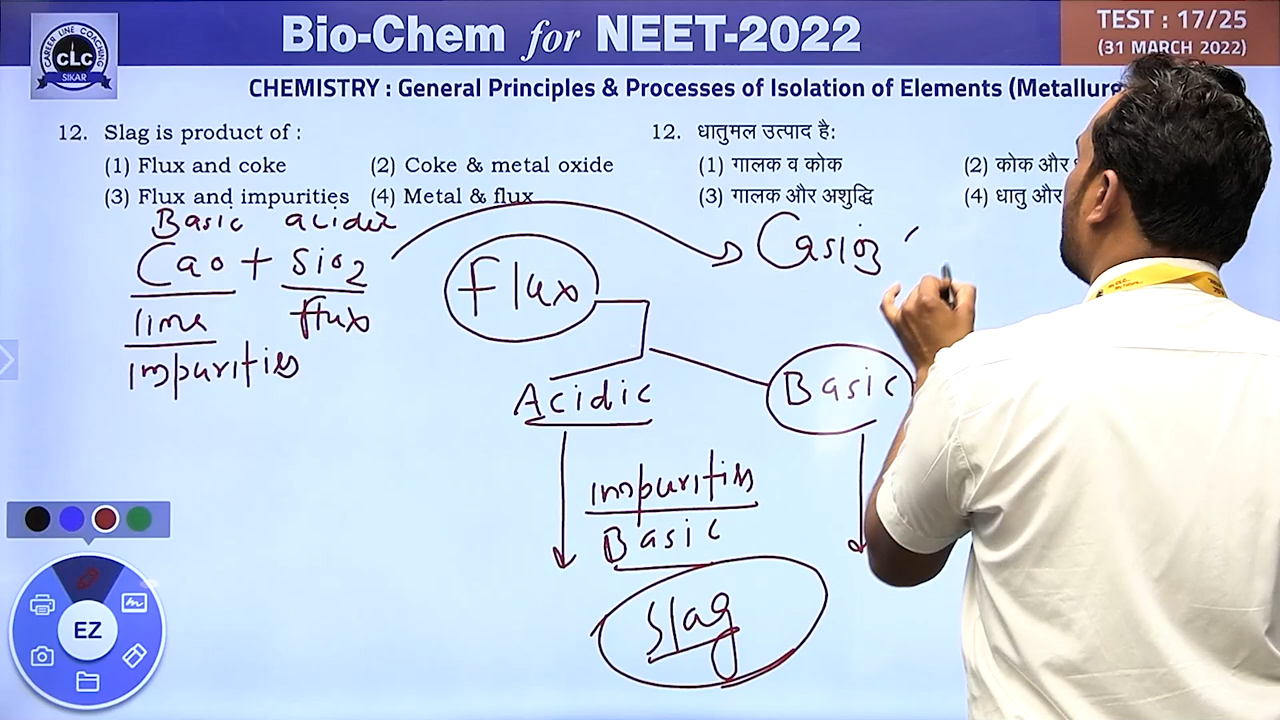 Bio-Chem for NEET-2022
TEST : 17/25
(31 MARCH 2022)
CAREER LINE COACHING
CLC
SIKAR
CHEMISTRY : General Principles & Processes of Isolation of Elements (Metallurg
12. Slag is product of :
(1) Flux and coke (2) Coke & metal oxide
(3) Flux and impurities (4) Metal & flux
12. धातुमल उत्पाद है:
(1) गालक व कोक (2) कोक और
(3) गालक और अशुद्धि (4) धातु और
Basic acidic
CaO + SiO2
lime flux
impurities
Flux
CaSiO3
Acidic
Basic
impurities
Basic
Slag
EZ